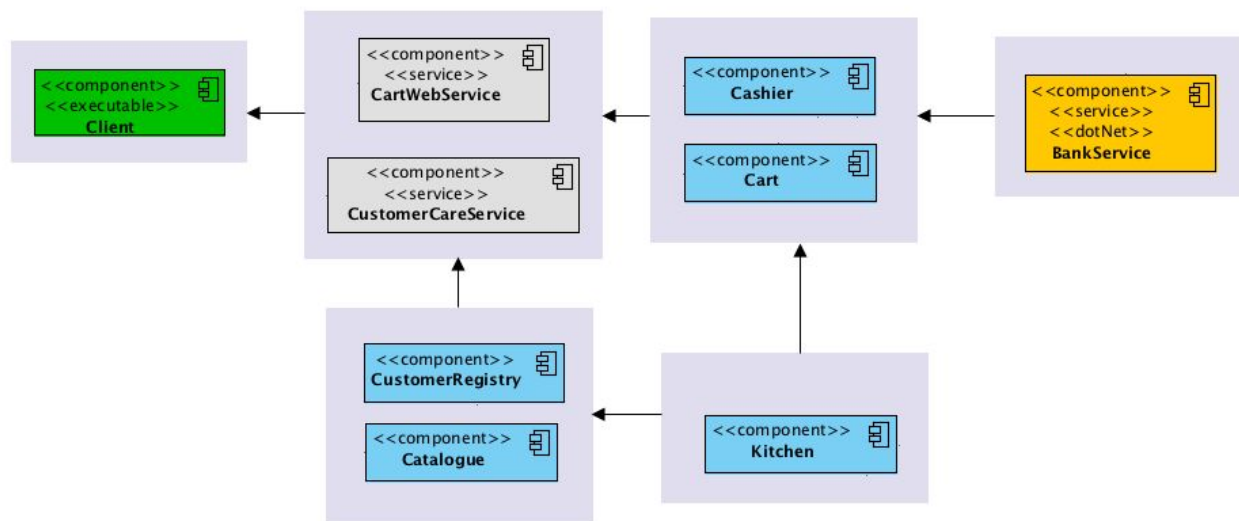 <<component>>
<<executable>>
Client
<<component>>
<<service>>
CartWebService
<<component>>
<<service>>
CustomerCareService
<<component>>
Cashier
<<component>>
Cart
<<component>>
<<service>>
<<dotNet>>
BankService
<<component>>
CustomerRegistry
<<component>>
Catalogue
<<component>>
Kitchen